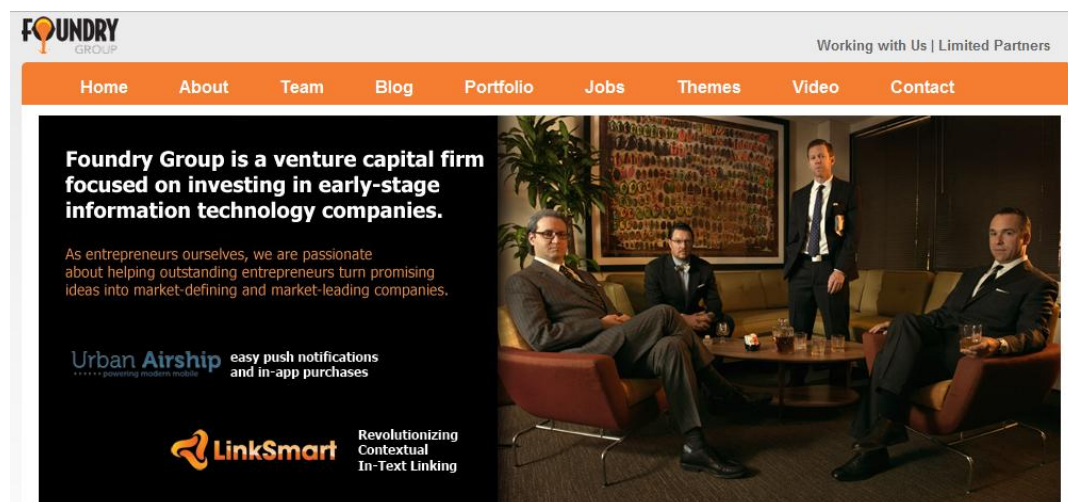 FOUNDRY
GROUP
Working with Us | Limited Partners
Home About Team Blog Portfolio Jobs Themes Video Contact
Foundry Group is a venture capital firm
focused on investing in early-stage
information technology companies.
As entrepreneurs ourselves, we are passionate
about helping outstanding entrepreneurs turn promising
ideas into market-defining and market-leading companies.
Urban Airship
powering modern mobile
easy push notifications
and in-app purchases
LinkSmart
Revolutionizing
Contextual
In-Text Linking